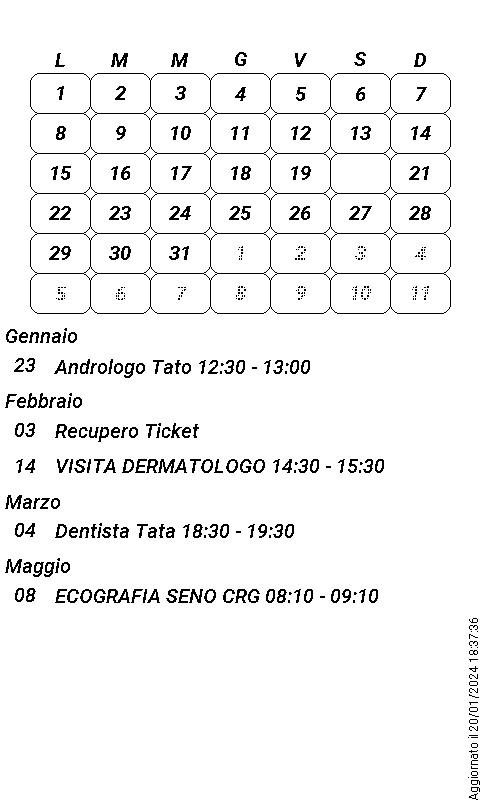 L M M G V S D
1 2 3 4 5 6 7
8 9 10 11 12 13 14
15 16 17 18 19 21
22 23 24 25 26 27 28
29 30 31 1 2 3 4
5 6 7 8 9 10 11
Gennaio
23 Andrologo Tato 12:30 - 13:00
Febbraio
03 Recupero Ticket
14 VISITA DERMATOLOGO 14:30 - 15:30
Marzo
04 Dentista Tata 18:30 - 19:30
Maggio
08 ECOGRAFIA SENO CRG 08:10 - 09:10
Aggiornato il 20/01/2024 18:37:36